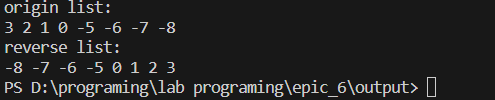 origin list:
3 2 1 0 -5 -6 -7 -8
reverse list:
-8 -7 -6 -5 0 1 2 3
PS D:\programing\lab programing\epic_6\output>